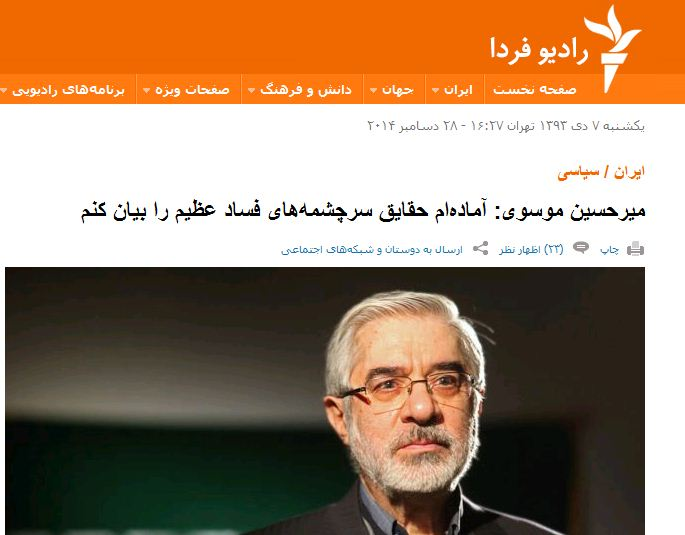 رادیو فردا
صفحه نخست ایران جهان دانش و فرهنگ صفحات ویژه برنامه‌های رادیویی
یکشنبه ۷ دی ۱۳۹۳ تهران ۱۶:۲۷ - ۲۸ دسامبر ۲۰۱۴
ایران / سیاسی
میرحسین موسوی: آماده‌ام حقایق سرچشمه‌های فساد عظیم را بیان کنم
چاپ (۲۳) اظهار نظر ارسال به دوستان و شبکه‌های اجتماعی